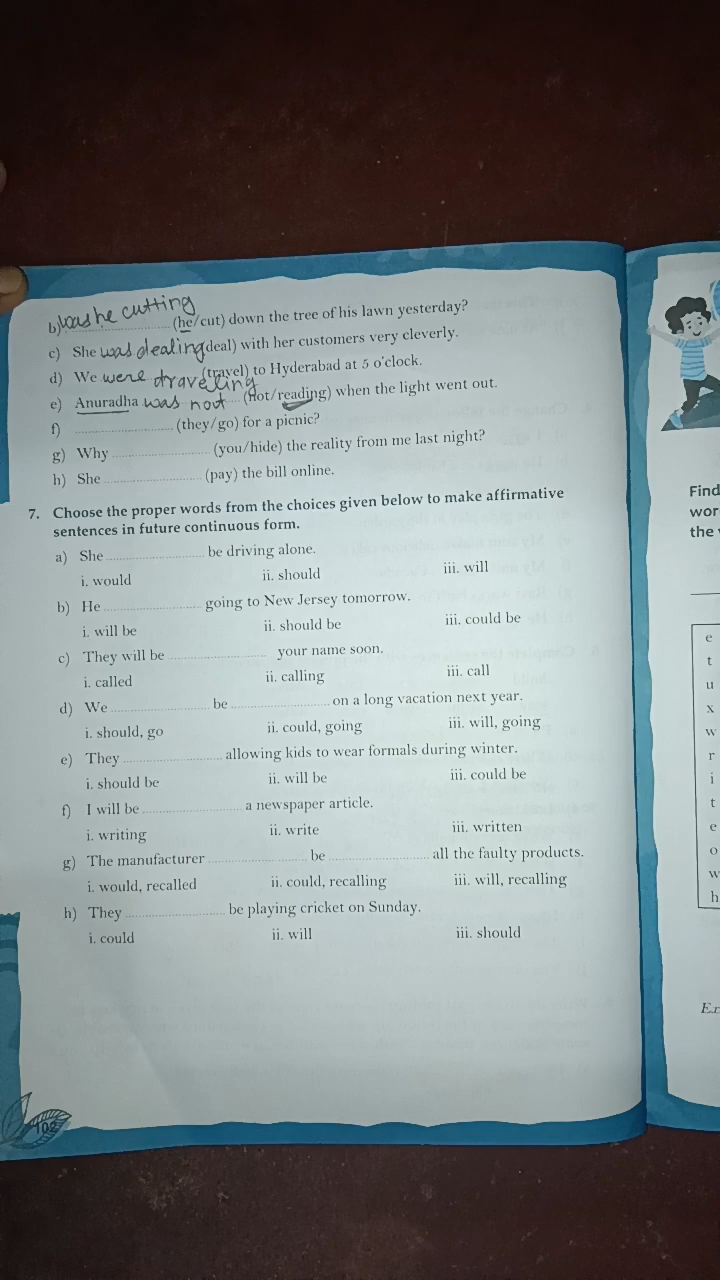 b) was he cutting (he/cut) down the tree of his lawn yesterday?
c) She was dealing (deal) with her customers very cleverly.
d) We were draveling (travel) to Hyderabad at 5 o'clock.
e) Anuradha was not (not/reading) when the light went out.
f) ............ (they/go) for a picnic?
g) Why ............ (you/hide) the reality from me last night?
h) She ............ (pay) the bill online.
7. Choose the proper words from the choices given below to make affirmative
sentences in future continuous form.
a) She ............ be driving alone.
i. would ii. should iii. will
b) He ............ going to New Jersey tomorrow.
i. will be ii. should be iii. could be
c) They will be ............ your name soon.
i. called ii. calling iii. call
d) We ............ be ............ on a long vacation next year.
i. should, go ii. could, going iii. will, going
e) They ............ allowing kids to wear formals during winter.
i. should be ii. will be iii. could be
f) I will be ............ a newspaper article.
i. writing ii. write iii. written
g) The manufacturer ............ be ............ all the faulty products.
i. would, recalled ii. could, recalling iii. will, recalling
h) They ............ be playing cricket on Sunday.
i. could ii. will iii. should
102
Find
wor
the
e
t
u
x
w
r
i
t
e
o
w
h
Ex